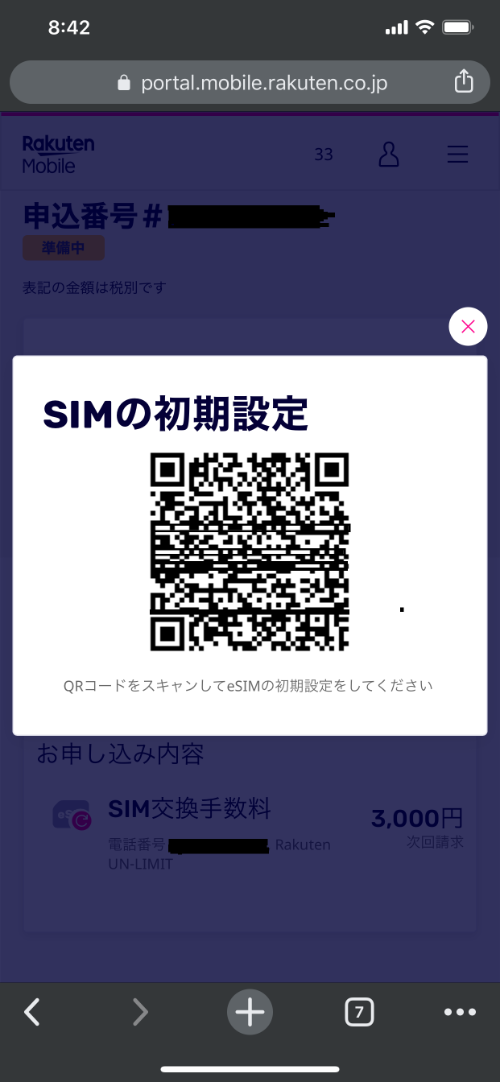 8:42
portal.mobile.rakuten.co.jp
Rakuten
Mobile
33
申込番号#
準備中
表記の金額は税別です
SIMの初期設定
QRコードをスキャンしてeSIMの初期設定をしてください
お申し込み内容
eS
SIM交換手数料
3,000円
電話番号 , Rakuten
UN-LIMIT
次回請求
7